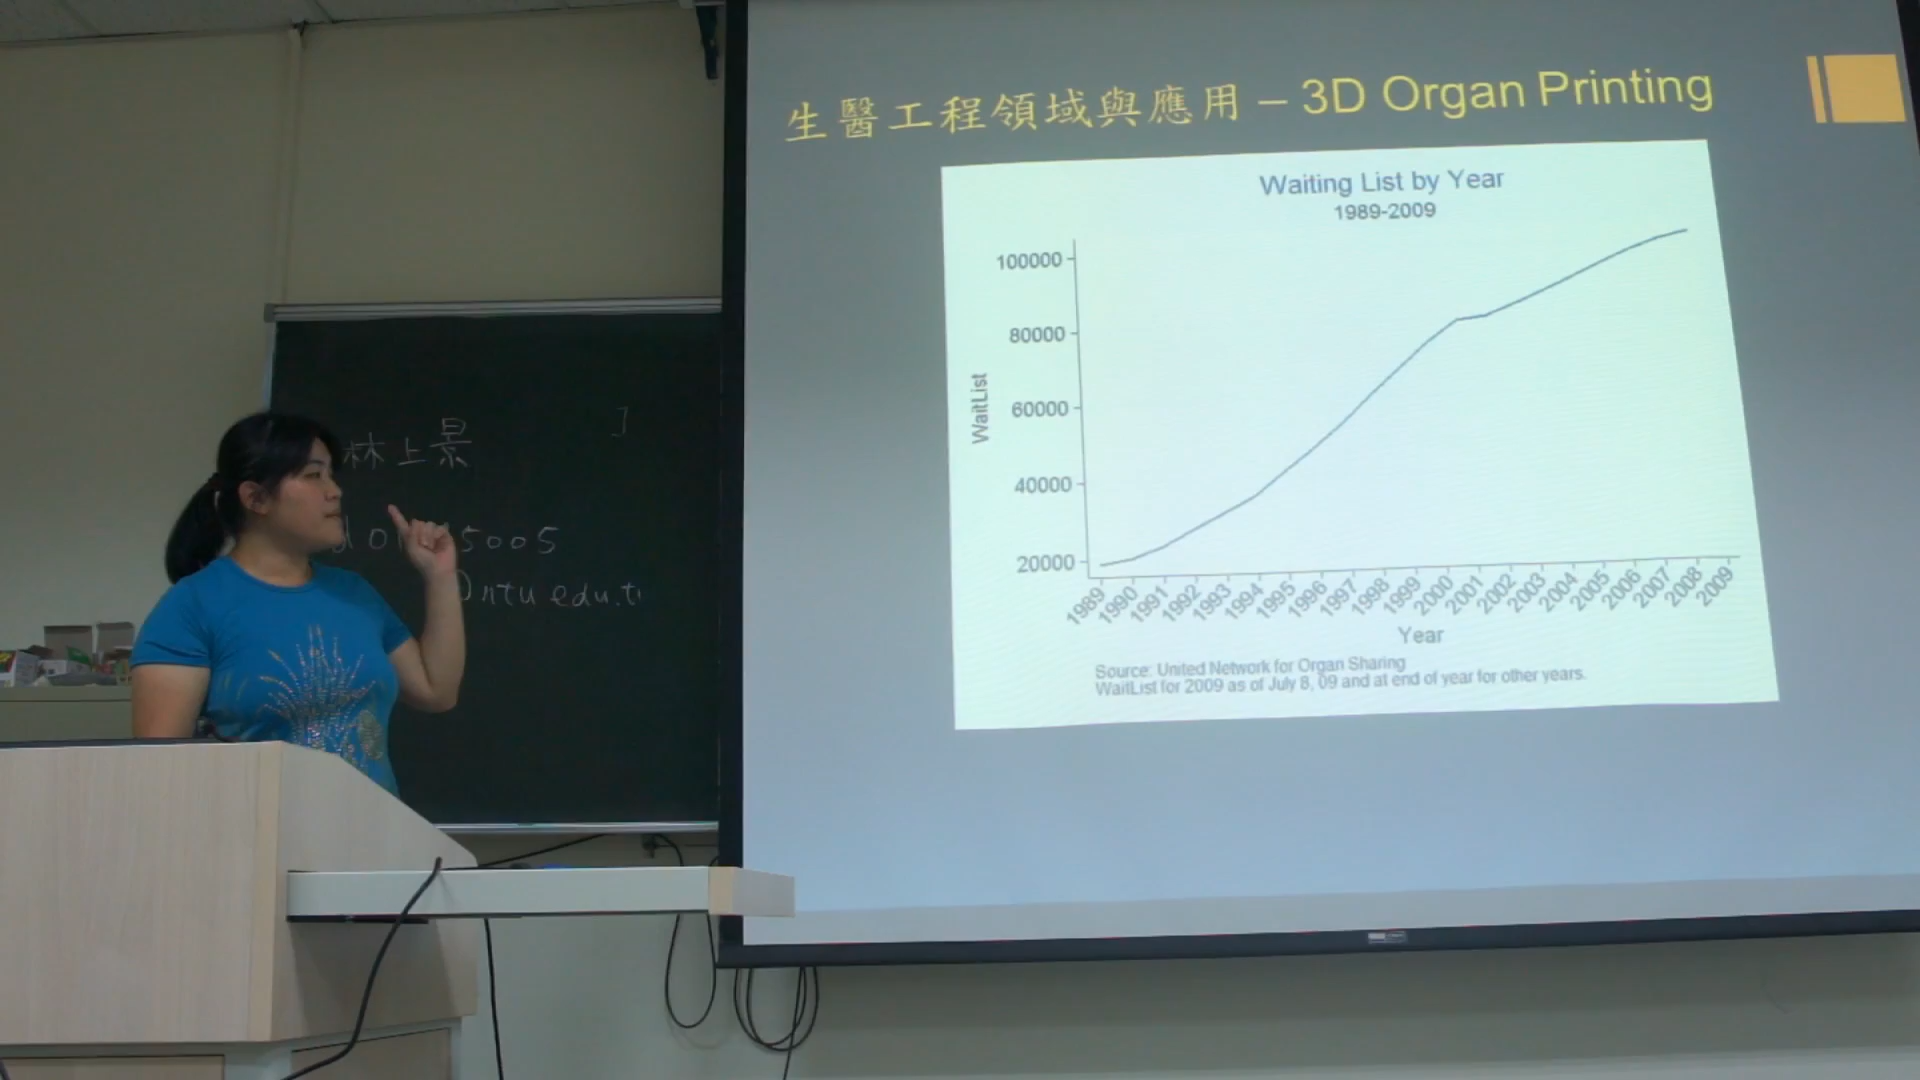 生醫工程領域與應用 – 3D Organ Printing
Waiting List by Year
1989-2009
WaitList
100000
80000
60000
40000
20000
1989 1990 1991 1992 1993 1994 1995 1996 1997 1998 1999 2000 2001 2002 2003 2004 2005 2006 2007 2008 2009
Year
Source: United Network for Organ Sharing
WaitList for 2009 as of July 8, 09 and at end of year for other years.
林上景
5005
ntu edu.t